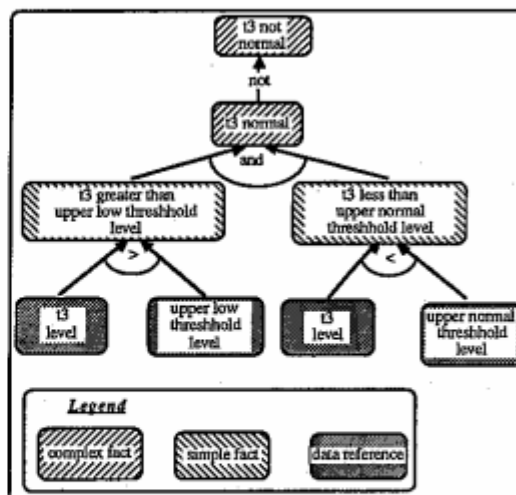 t3 not
normal
not
t3 normal
and
t3 greater than
upper low threshhold
level
t3 less than
upper normal
threshhold level
>
<
t3
level
upper low
threshhold
level
t3
level
upper normal
threshhold
level
Legend
complex fact
simple fact
data reference